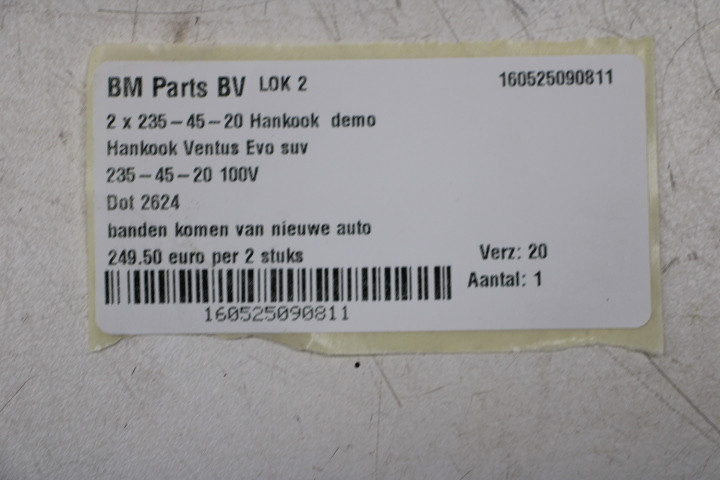 BM Parts BV LOK 2 160525090811
2 x 235-45-20 Hankook demo
Hankook Ventus Evo suv
235-45-20 100V
Dot 2624
banden komen van nieuwe auto
249.50 euro per 2 stuks Verz: 20
Aantal: 1
160525090811